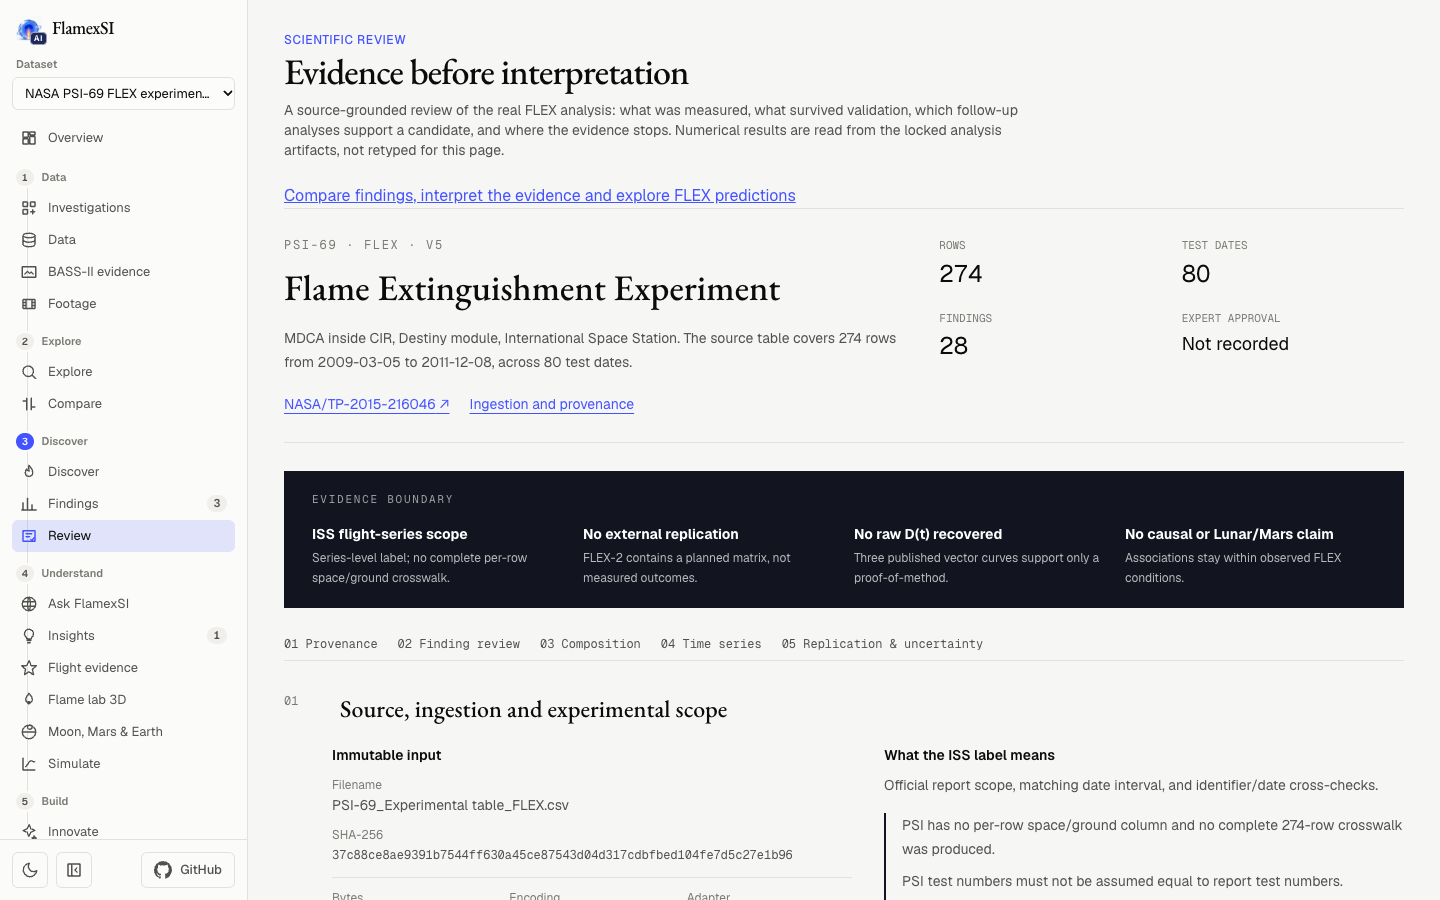 FlamexSI
AI
Dataset
NASA PSI-69 FLEX experimen...
Overview
1 Data
Investigations
Data
BASS-II evidence
Footage
2 Explore
Explore
Compare
3 Discover
Discover
Findings 3
Review
4 Understand
Ask FlamexSI
Insights 1
Flight evidence
Flame lab 3D
Moon, Mars & Earth
Simulate
5 Build
Innovate
GitHub
SCIENTIFIC REVIEW
Evidence before interpretation
A source-grounded review of the real FLEX analysis: what was measured, what survived validation, which follow-up
analyses support a candidate, and where the evidence stops. Numerical results are read from the locked analysis
artifacts, not retyped for this page.
Compare findings, interpret the evidence and explore FLEX predictions
PSI-69 · FLEX · V5
Flame Extinguishment Experiment
MDCA inside CIR, Destiny module, International Space Station. The source table covers 274 rows
from 2009-03-05 to 2011-12-08, across 80 test dates.
NASA/TP-2015-216046 ↗ Ingestion and provenance
ROWS
274
TEST DATES
80
FINDINGS
28
EXPERT APPROVAL
Not recorded
EVIDENCE BOUNDARY
ISS flight-series scope
Series-level label; no complete per-row
space/ground crosswalk.
No external replication
FLEX-2 contains a planned matrix, not
measured outcomes.
No raw D(t) recovered
Three published vector curves support only a
proof-of-method.
No causal or Lunar/Mars claim
Associations stay within observed FLEX
conditions.
01 Provenance 02 Finding review 03 Composition 04 Time series 05 Replication & uncertainty
01 Source, ingestion and experimental scope
Immutable input
Filename
PSI-69_Experimental table_FLEX.csv
SHA-256
37c88ce8ae9391b7544ff630a45ce87543d04d317cdbfbed104fe7d5c27e1b96
Bytes Encoding Adapter
What the ISS label means
Official report scope, matching date interval, and identifier/date cross-checks.
PSI has no per-row space/ground column and no complete 274-row crosswalk
was produced.
PSI test numbers must not be assumed equal to report test numbers.